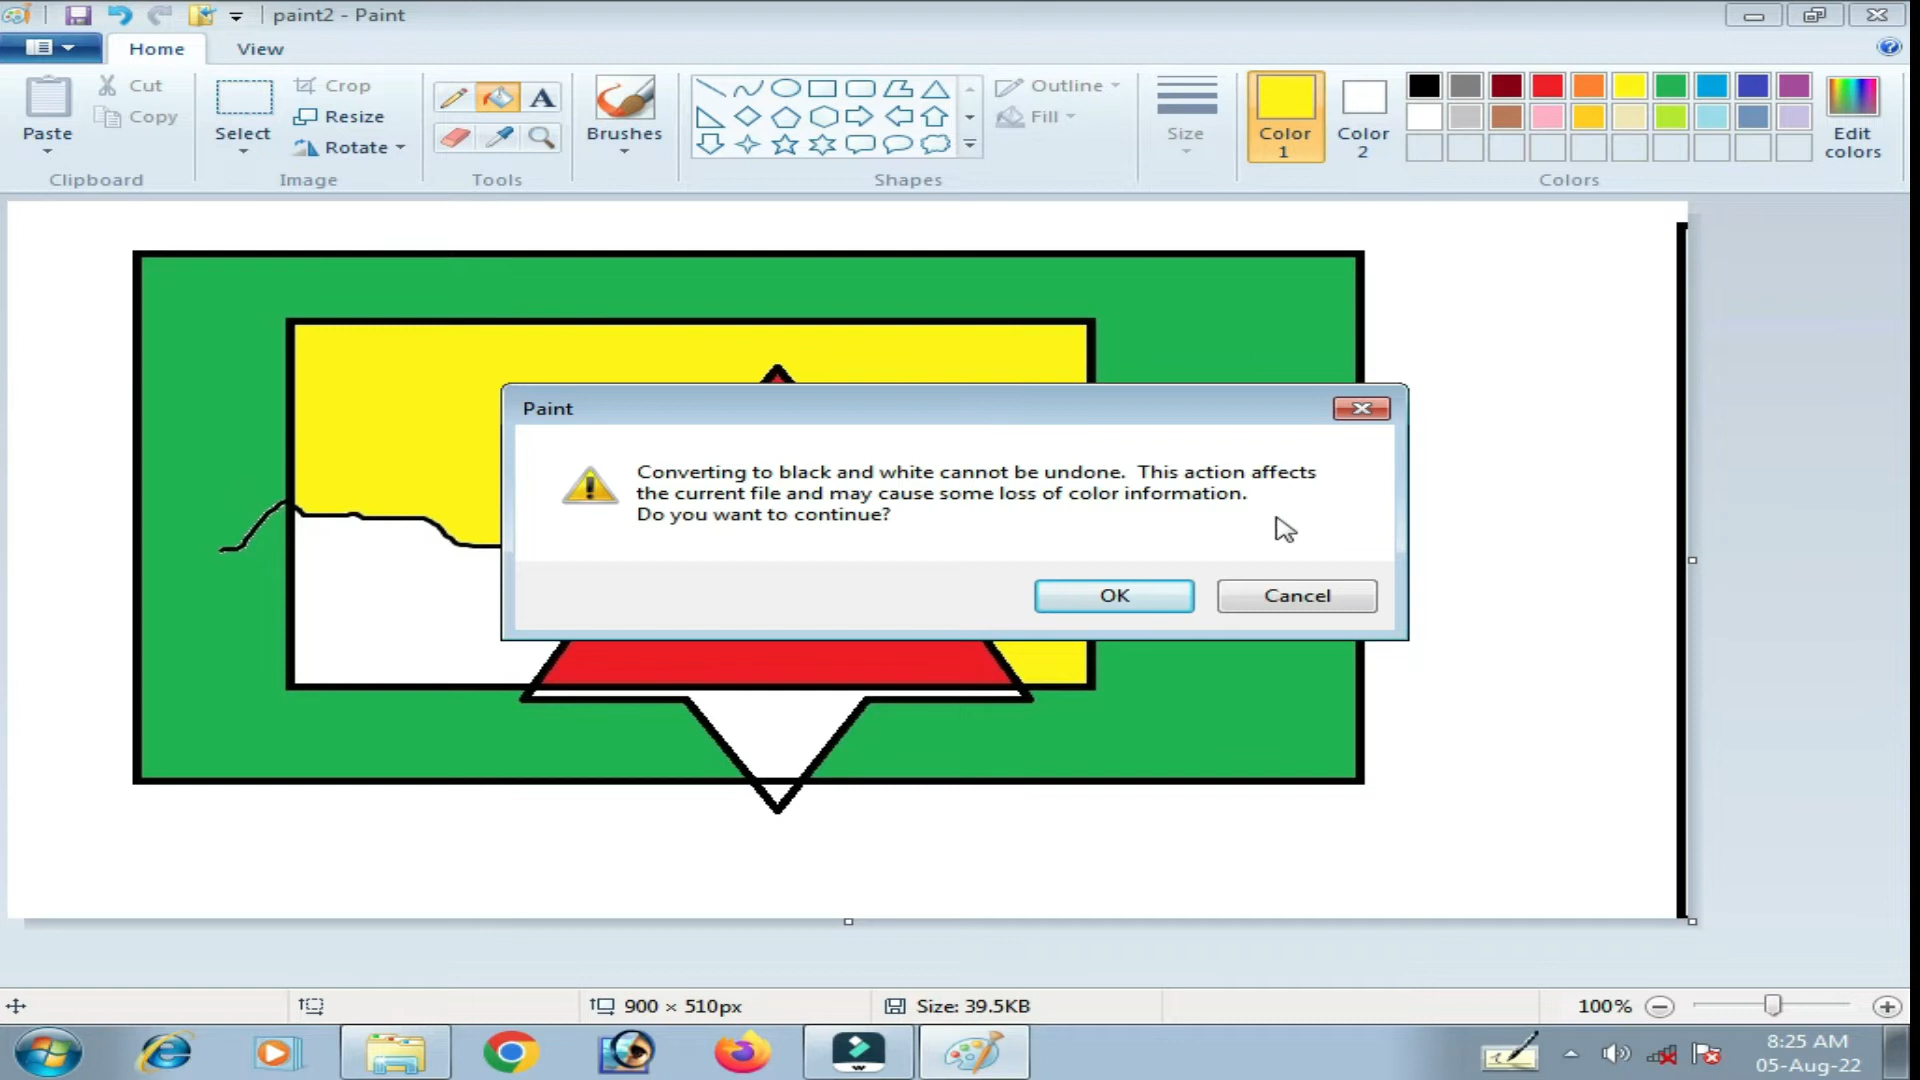 paint2 - Paint
Home View
Paste
Cut
Copy
Clipboard
Select
Crop
Resize
Rotate
Image
A
Tools
Brushes
Shapes
Outline
Fill
Size
Color
1
Color
2
Edit
colors
Colors
Paint
Converting to black and white cannot be undone. This action affects
the current file and may cause some loss of color information.
Do you want to continue?
OK Cancel
900 × 510px
Size: 39.5KB
100%
8:25 AM
05-Aug-22